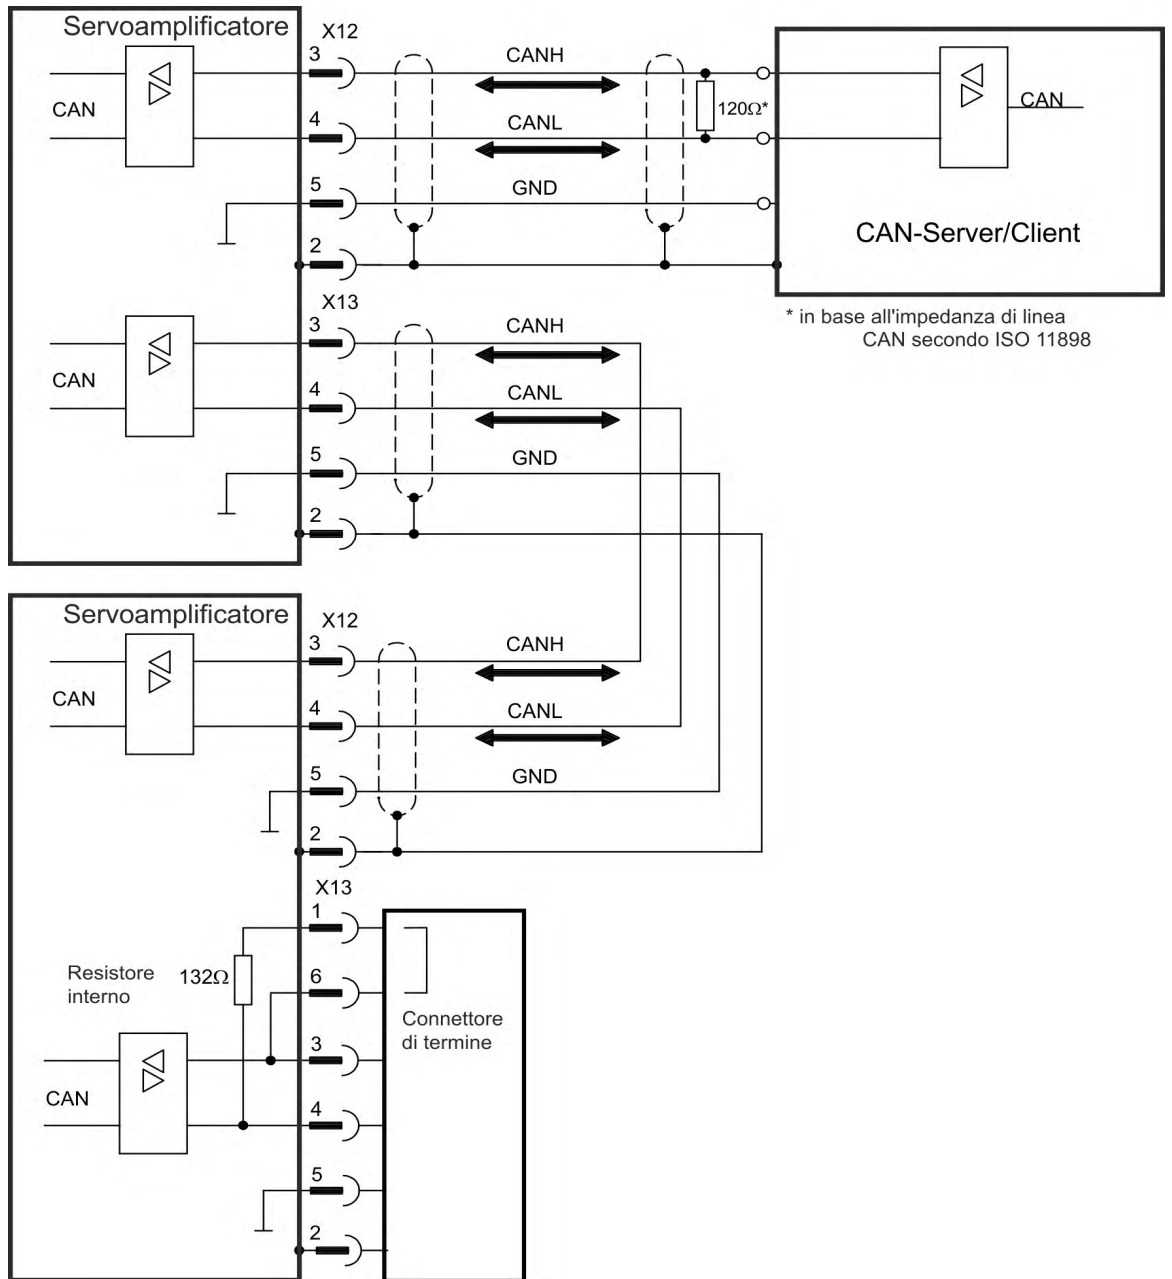 Servoamplificatore
X12
3
CANH
CAN
120Ω*
CAN
4
CANL
5
GND
CAN-Server/Client
2
X13
* in base all'impedanza di linea
CAN secondo ISO 11898
3
CANH
CAN
4
CANL
5
GND
2
Servoamplificatore
X12
3
CANH
CAN
4
CANL
5
GND
2
X13
1
Resistore
interno
132Ω
6
Connettore
di termine
3
CAN
4
5
2